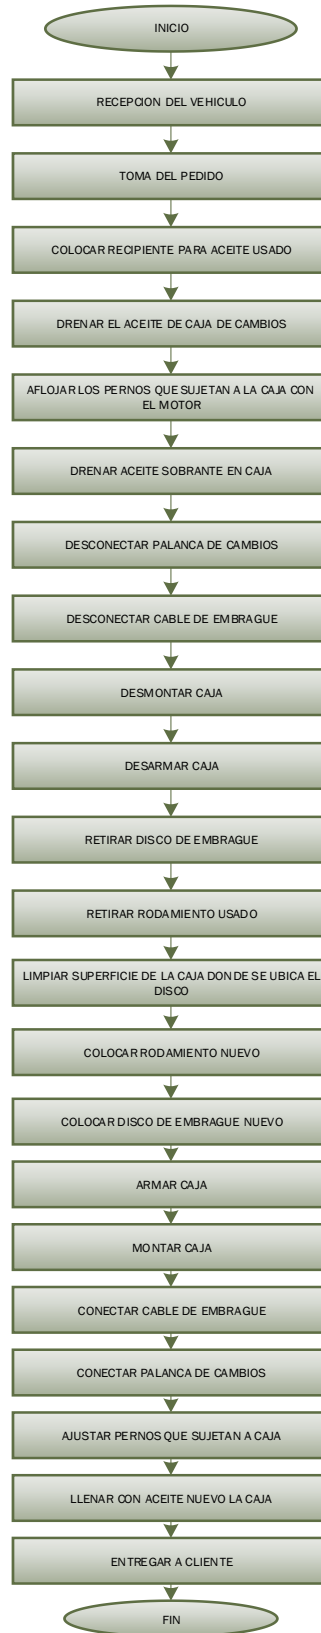 INICIO
RECEPCION DEL VEHICULO
TOMA DEL PEDIDO
COLOCAR RECIPIENTE PARA ACEITE USADO
DRENAR EL ACEITE DE CAJA DE CAMBIOS
AFLOJAR LOS PERNOS QUE SUJETAN A LA CAJA CON
EL MOTOR
DRENAR ACEITE SOBRANTE EN CAJA
DESCONECTAR PALANCA DE CAMBIOS
DESCONECTAR CABLE DE EMBRAGUE
DESMONTAR CAJA
DESARMAR CAJA
RETIRAR DISCO DE EMBRAGUE
RETIRAR RODAMIENTO USADO
LIMPIAR SUPERFICIE DE LA CAJA DONDE SE UBICA EL
DISCO
COLOCAR RODAMIENTO NUEVO
COLOCAR DISCO DE EMBRAGUE NUEVO
ARMAR CAJA
MONTAR CAJA
CONECTAR CABLE DE EMBRAGUE
CONECTAR PALANCA DE CAMBIOS
AJUSTAR PERNOS QUE SUJETAN A CAJA
LLENAR CON ACEITE NUEVO LA CAJA
ENTREGAR A CLIENTE
FIN